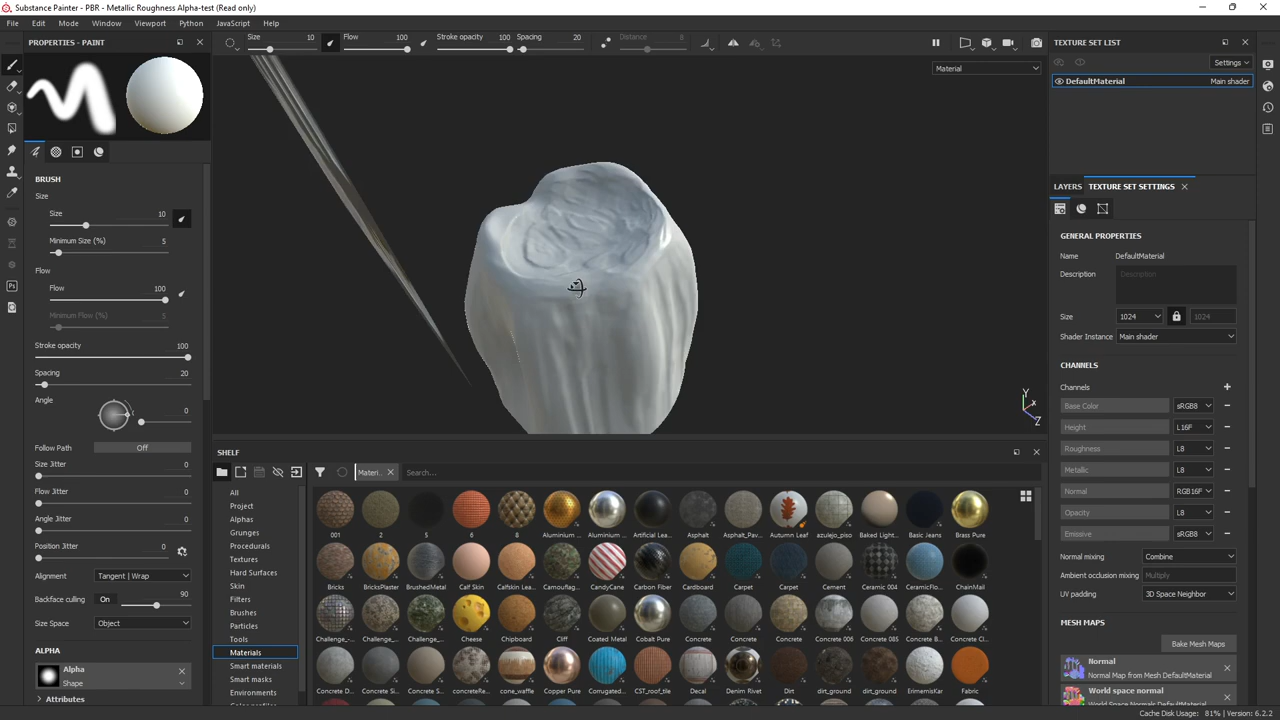 Substance Painter - PBR - Metallic Roughness Alpha-test (Read only)
File Edit Mode Window Viewport Python JavaScript Help
PROPERTIES - PAINT
Size 10 Flow 100 Stroke opacity 100 Spacing 20 Distance 8
TEXTURE SET LIST
Material
Settings
DefaultMaterial Main shader
BRUSH
Size
Size 10
Minimum Size (%) 5
Flow
Flow 100
Minimum Flow (%) 5
Stroke opacity 100
Spacing 20
Angle 0
Follow Path Off
Size Jitter 0
Flow Jitter 0
Angle Jitter 0
Position Jitter 0
Alignment Tangent | Wrap
Backface culling On 90
Size Space Object
ALPHA
Alpha
Shape
Attributes
Y
X
Z
SHELF
Materi..
Search...
All
Project
Alphas
Grunges
Procedurals
Textures
Hard Surfaces
Skin
Filters
Brushes
Particles
Tools
Materials
Smart materials
Smart masks
Environments
001 2 5 6 8 Aluminium ... Aluminium ... Artificial Lea... Asphalt Asphalt_Pav... Autumn Leaf azulejo_piso Baked Light... Basic Jeans Brass Pure
Bricks BricksPlaster BrushedMetal Calf Skin Calfskin Lea... Camouflag... CandyCane Carbon Fiber Cardboard Carpet Carpet Cement Ceramic 004 CeramicFlo... ChainMail
Challenge_... Challenge_... Challenge_... Cheese Chipboard Cliff Coated Metal Cobalt Pure Concrete Concrete Concrete Concrete 006 Concrete 085 Concrete B... Concrete Cl...
Concrete D... Concrete Si... Concrete S... concreteRe... cone_waffle Copper Pure Corrugated... CST_roof_tile Decal Denim Rivet Dirt dirt_ground dirt_ground ErimernisKar Fabric
LAYERS TEXTURE SET SETTINGS
GENERAL PROPERTIES
Name DefaultMaterial
Description Description
Size 1024 1024
Shader Instance Main shader
CHANNELS
Channels
Base Color sRGB8
Height L16F
Roughness L8
Metallic L8
Normal RGB16F
Opacity L8
Emissive sRGB8
Normal mixing Combine
Ambient occlusion mixing Multiply
UV padding 3D Space Neighbor
MESH MAPS
Bake Mesh Maps
Normal
Normal Map from Mesh DefaultMaterial
World space normal
World Space Normals DefaultMaterial
Cache Disk Usage: 81% | Version: 6.2.2